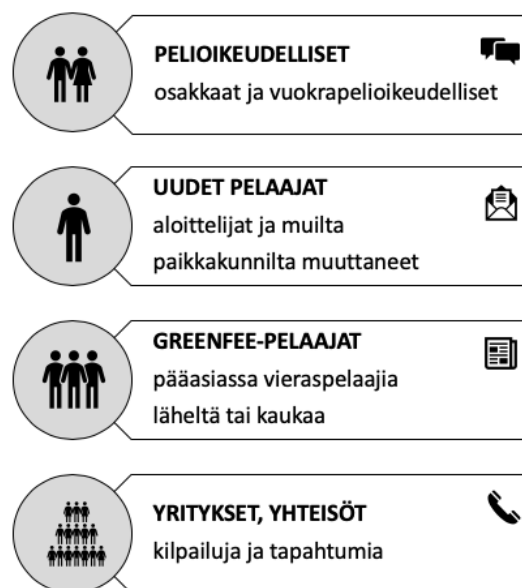 PELIOIKEUDELLISET
osakkaat ja vuokrapelioikeudelliset
UUDET PELAAJAT
aloittelijat ja muilta
paikkakunnilta muuttaneet
GREENFEE-PELAAJAT
pääasiassa vieraspelaajia
läheltä tai kaukaa
YRITYKSET, YHTEISÖT
kilpailuja ja tapahtumia